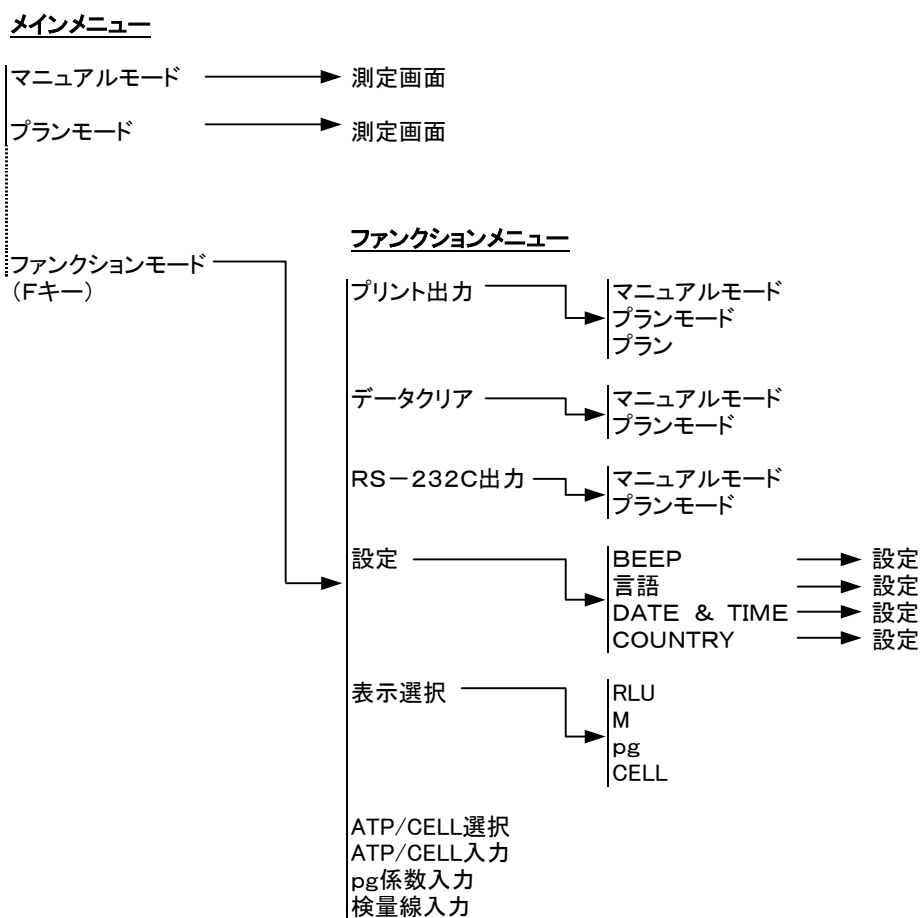 メインメニュー
マニュアルモード 測定画面
プランモード 測定画面
ファンクションモード
(Fキー)
ファンクションメニュー
プリント出力
マニュアルモード
プランモード
プラン
データクリア
マニュアルモード
プランモード
RS-232C出力
マニュアルモード
プランモード
設定
BEEP 設定
言語 設定
DATE & TIME 設定
COUNTRY 設定
表示選択
RLU
M
pg
CELL
ATP/CELL選択
ATP/CELL入力
pg係数入力
検量線入力